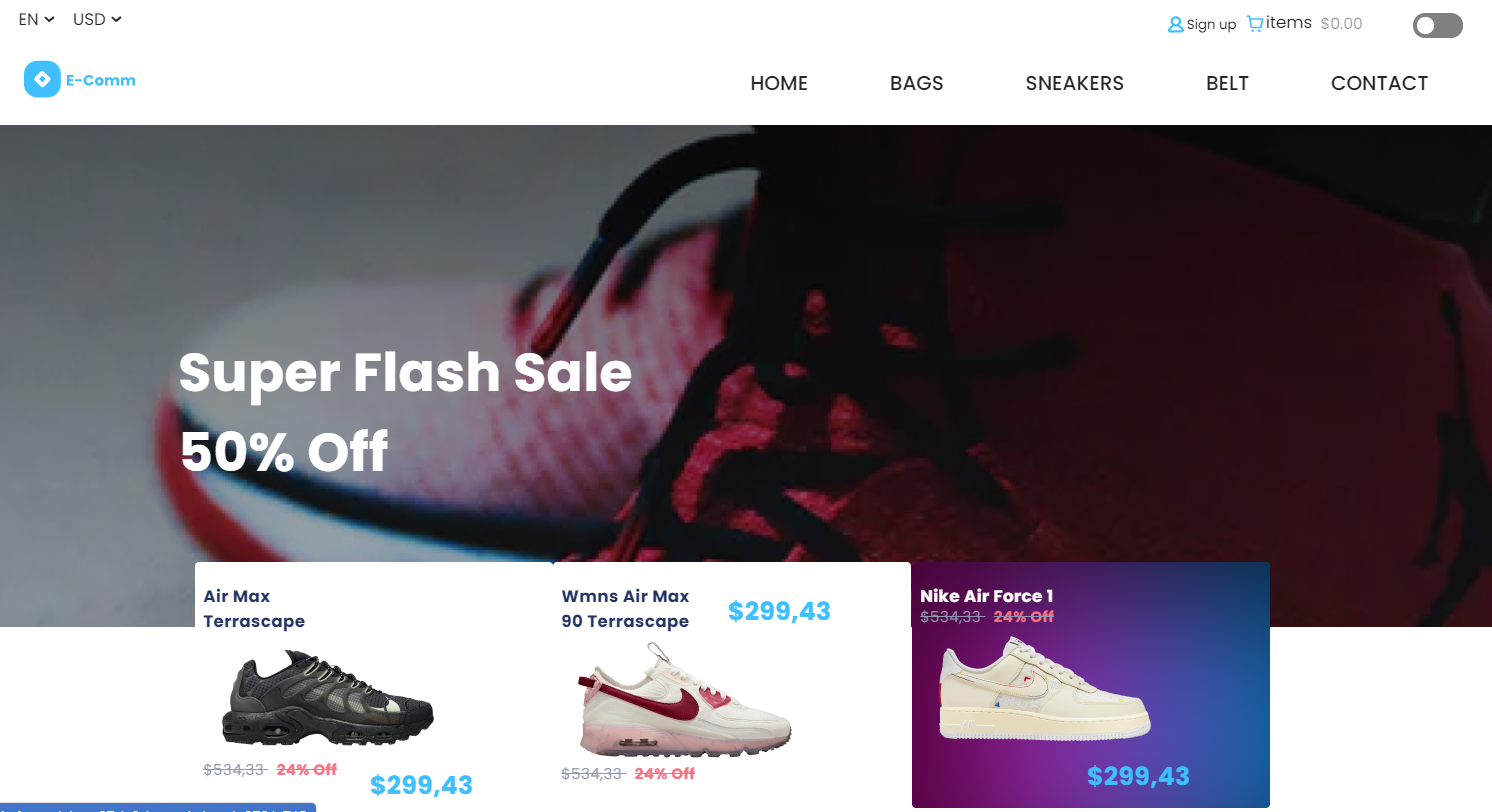 EN USD
Sign up items $0.00
E-Comm
HOME BAGS SNEAKERS BELT CONTACT
Super Flash Sale
50% Off
Air Max
Terrascape
$534,33 24% Off
$299,43
Wmns Air Max
90 Terrascape
$299,43
$534,33 24% Off
Nike Air Force 1
$534,33 24% Off
$299,43